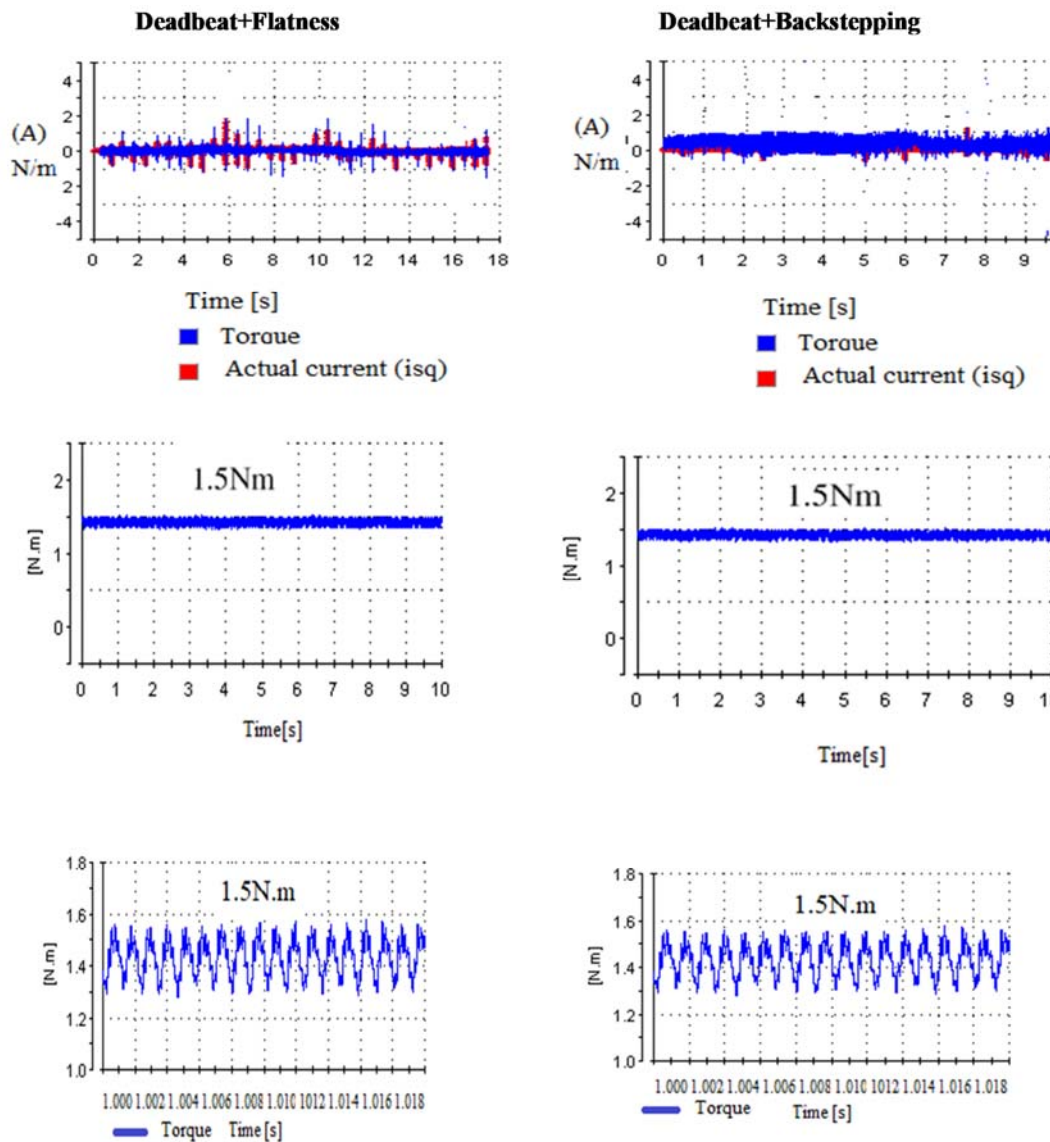 Deadbeat+Flatness
4
2
(A)
0
N/m
-2
-4
0 2 4 6 8 10 12 14 16 18
Time [s]
Torque
Actual current (isq)
Deadbeat+Backstepping
4
2
(A)
0
N/m
-2
-4
0 1 2 3 4 5 6 7 8 9
Time [s]
Torque
Actual current (isq)
2
1.5Nm
1
[N.m]
0
0 1 2 3 4 5 6 7 8 9 10
Time[s]
2
1.5Nm
1
[N.m]
0
0 1 2 3 4 5 6 7 8 9 1
Time[s]
1.8
1.5N.m
1.6
1.4
[N.m]
1.2
1.0
1.000 1.002 1.004 1.006 1.010 1012 1.014 1.016 1.018
Torque Time [s]
1.8
1.5N.m
1.6
1.4
[N.m]
1.2
1.0
1.000 1.002 1.004 1.006 1.010 1012 1.014 1.016 1.018
Torque Time [s]